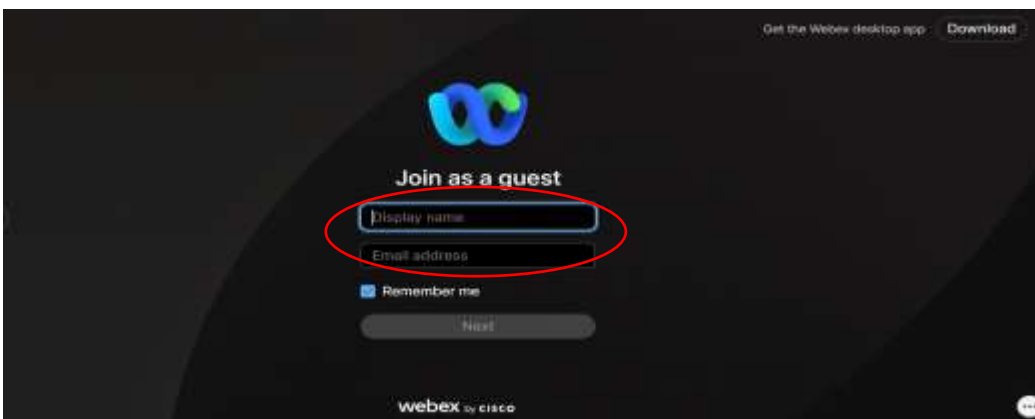 Get the Webex desktop app Download
Join as a guest
Display name
Email address
Remember me
Next
webex by cisco